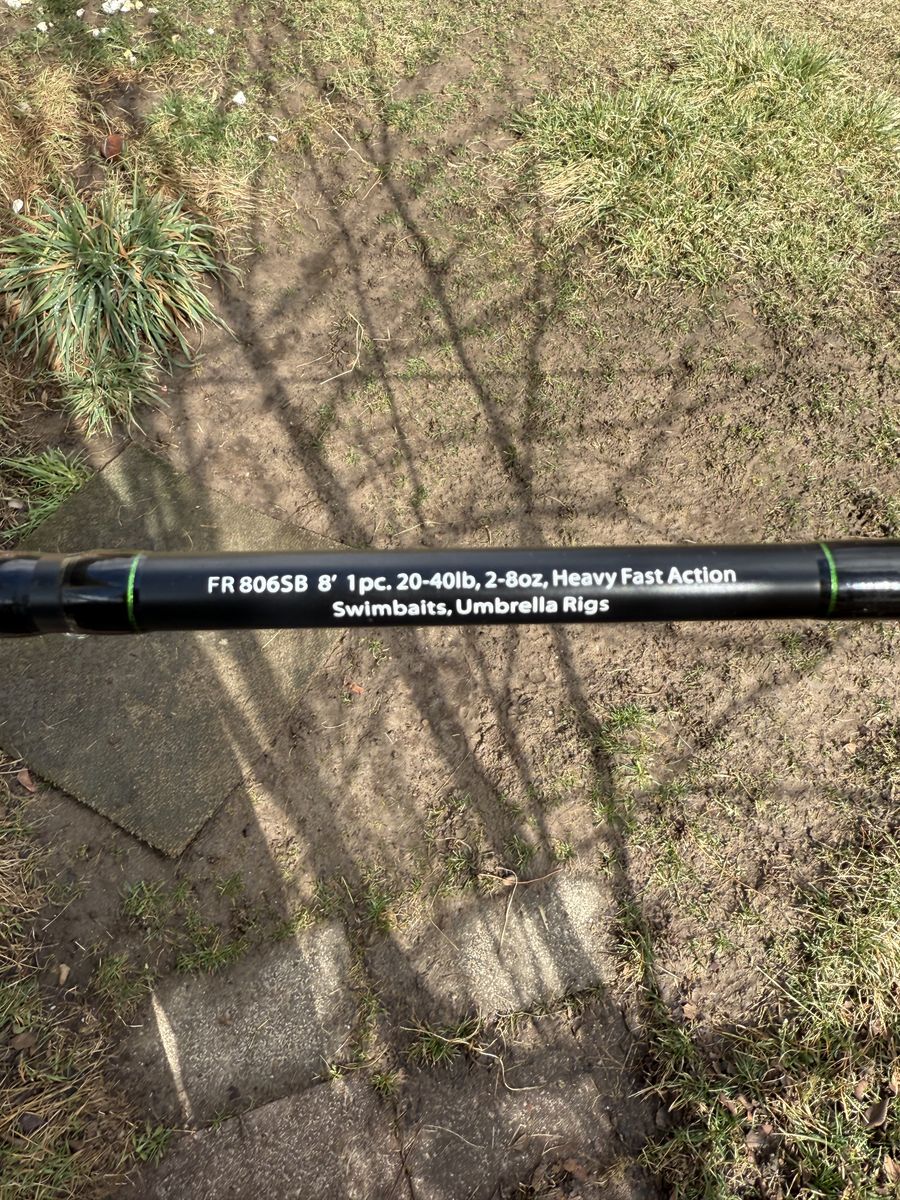 FR 806SB 8' 1pc. 20-40lb, 2-8oz, Heavy Fast Action
Swimbaits, Umbrella Rigs